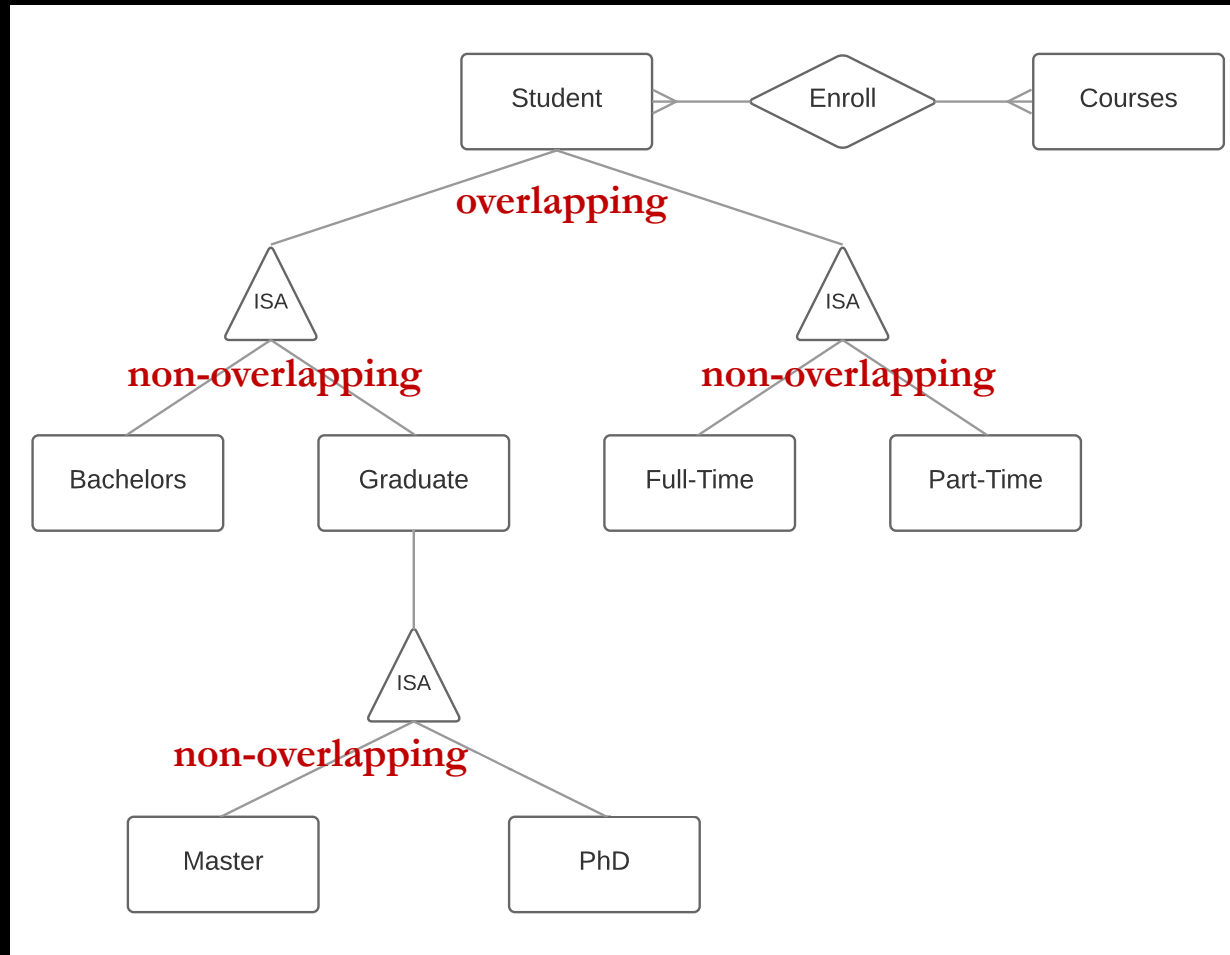 Student
Enroll
Courses
overlapping
ISA
ISA
non-overlapping
non-overlapping
Bachelors
Graduate
Full-Time
Part-Time
ISA
non-overlapping
Master
PhD